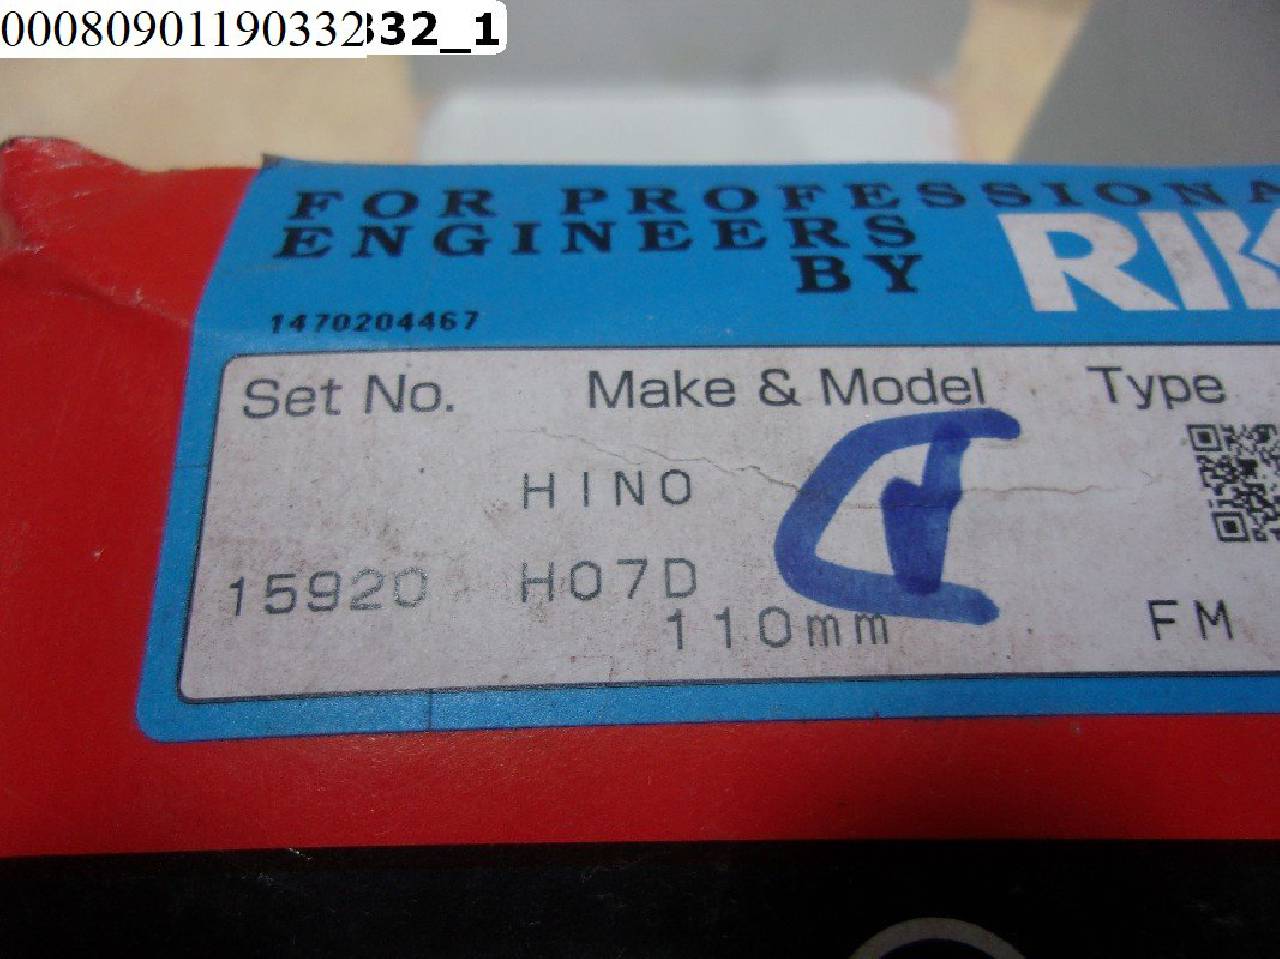 00080901190332332_1
FOR PROFESSIONA
ENGINEERS
BY RIK
1470204467
Set No. Make & Model Type
HINO
15920 H07D
110mm FM